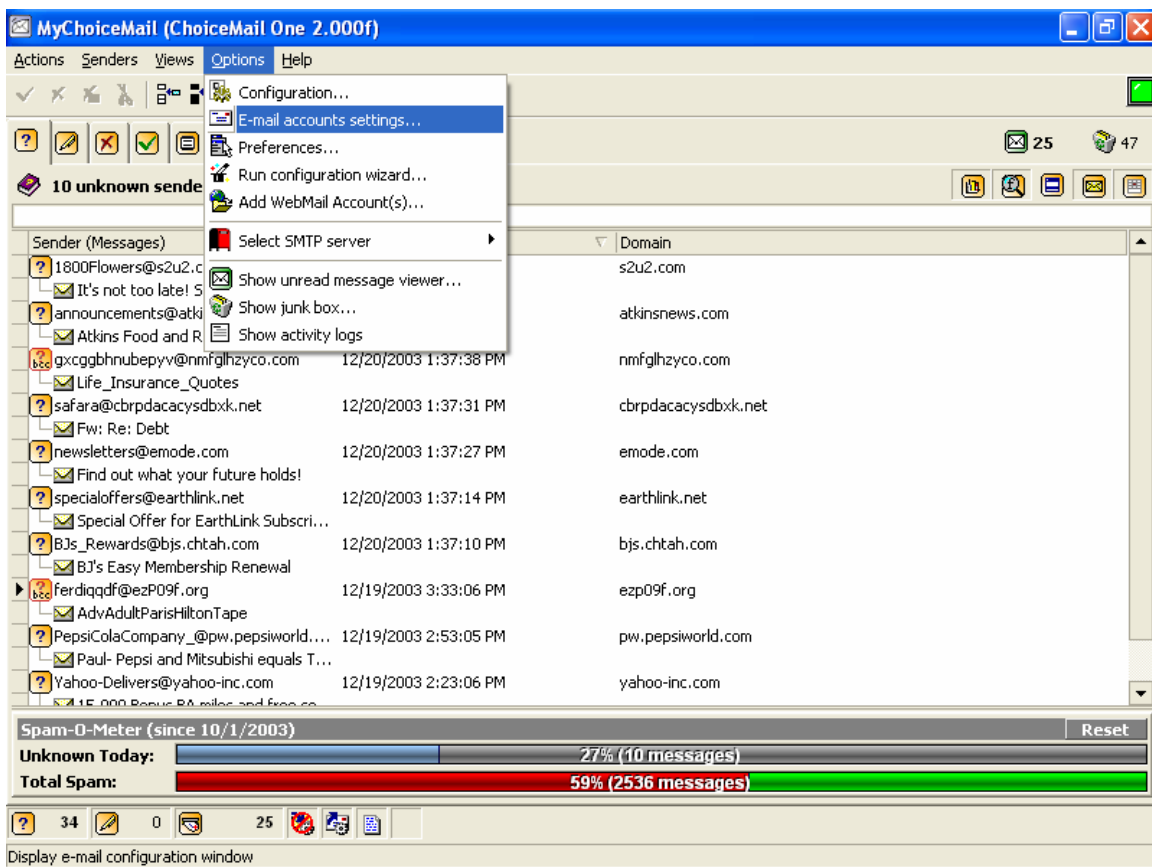 MyChoiceMail (ChoiceMail One 2.000f)
Actions Senders Views Options Help
Configuration...
E-mail accounts settings...
Preferences...
Run configuration wizard...
Add WebMail Account(s)...
Select SMTP server
Show unread message viewer...
Show junk box...
Show activity logs
25 47
10 unknown sende
Sender (Messages) Domain
1800Flowers@s2u2.c s2u2.com
It's not too late! S
announcements@atki atkinsnews.com
Atkins Food and R
gxcggbhnubepyv@nmfglhzyco.com 12/20/2003 1:37:38 PM nmfglhzyco.com
Life_Insurance_Quotes
safara@cbrpdacacysdbxk.net 12/20/2003 1:37:31 PM cbrpdacacysdbxk.net
Fw: Re: Debt
newsletters@emode.com 12/20/2003 1:37:27 PM emode.com
Find out what your future holds!
specialoffers@earthlink.net 12/20/2003 1:37:14 PM earthlink.net
Special Offer for EarthLink Subscri...
BJs_Rewards@bjs.chtah.com 12/20/2003 1:37:10 PM bjs.chtah.com
BJ's Easy Membership Renewal
ferdiqqdf@ezP09f.org 12/19/2003 3:33:06 PM ezp09f.org
AdvAdultParisHiltonTape
PepsiColaCompany_@pw.pepsiworld.... 12/19/2003 2:53:05 PM pw.pepsiworld.com
Paul- Pepsi and Mitsubishi equals T...
Yahoo-Delivers@yahoo-inc.com 12/19/2003 2:23:06 PM yahoo-inc.com
Spam-O-Meter (since 10/1/2003) Reset
Unknown Today: 27% (10 messages)
Total Spam: 59% (2536 messages)
34 0 25
Display e-mail configuration window